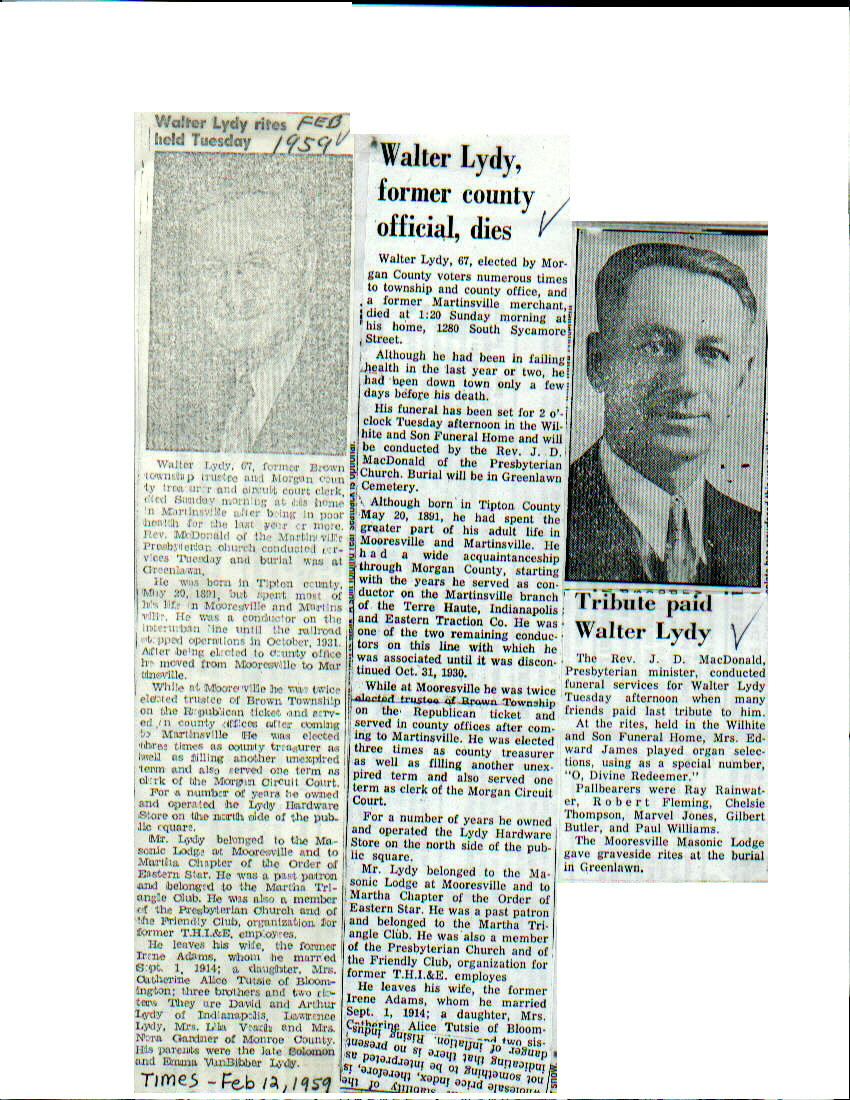 Walter Lydy rites FEB
held Tuesday 1959
Walter Lydy, 67, former Brown
township trustee and Morgan coun
ty treasurer and circuit court clerk,
died Sunday morning at his home
in Martinsville after being in poor
health for the last year or more.
Rev. McDonald of the Martinsville
Presbyterian church conducted ser-
vices Tuesday and burial was at
Greenlawn.
He was born in Tipton county,
May 20, 1891, but spent most of
his life in Mooresville and Martins
ville. He was a conductor on the
interurban line until the railroad
stopped operations in October, 1931.
After being elected to county office
he moved from Mooresville to Mar
tinsville.
While at Mooresville he was twice
elected trustee of Brown Township
on the Republican ticket and serv-
ed in county offices after coming
to Martinsville He was elected
three times as county treasurer as
well as filling another unexpired
term and also served one term as
clerk of the Morgan Circuit Court.
For a number of years he owned
and operated the Lydy Hardware
Store on the north side of the pub-
lic square.
Mr. Lydy belonged to the Ma-
sonic Lodge at Mooresville and to
Martha Chapter of the Order of
Eastern Star. He was a past patron
and belonged to the Martha Tri-
angle Club. He was also a member
of the Presbyterian Church and of
the Friendly Club, organization for
former T.H.I.&E. employes.
He leaves his wife, the former
Irene Adams, whom he married
Sept. 1, 1914; a daughter, Mrs.
Catherine Alice Tutsie of Bloom-
ington; three brothers and two sis-
ters They are David and Arthur
Lydy of Indianapolis, Lawrence
Lydy, Mrs. and Mrs.
Nora Gardner of Monroe County.
His parents were the late Solomon
and Emma VanBibber Lydy.
TIMES - Feb 12, 1959
Walter Lydy,
former county
official, dies
Walter Lydy, 67, elected by Mor-
gan County voters numerous times
to township and county office, and
a former Martinsville merchant,
died at 1:20 Sunday morning at
his home, 1280 South Sycamore
Street.
Although he had been in failing
health in the last year or two, he
had been down town only a few
days before his death.
His funeral has been set for 2 o'-
clock Tuesday afternoon in the Wil-
hite and Son Funeral Home and will
be conducted by the Rev. J. D.
MacDonald of the Presbyterian
Church. Burial will be in Greenlawn
Cemetery.
Although born in Tipton County
May 20, 1891, he had spent the
greater part of his adult life in
Mooresville and Martinsville. He
had a wide acquaintanceship
through Morgan County, starting
with the years he served as con-
ductor on the Martinsville branch
of the Terre Haute, Indianapolis
and Eastern Traction Co. He was
one of the two remaining conduc-
tors on this line with which he
was associated until it was discon-
tinued Oct. 31, 1930.
While at Mooresville he was twice
elected trustee of Brown Township
on the Republican ticket and
served in county offices after com-
ing to Martinsville. He was elected
three times as county treasurer
as well as filling another unex-
pired term and also served one
term as clerk of the Morgan Circuit
Court.
For a number of years he owned
and operated the Lydy Hardware
Store on the north side of the pub-
lic square.
Mr. Lydy belonged to the Ma-
sonic Lodge at Mooresville and to
Martha Chapter of the Order of
Eastern Star. He was a past patron
and belonged to the Martha Tri-
angle Club. He was also a member
of the Presbyterian Church and of
the Friendly Club, organization for
former T.H.I.&E. employes
He leaves his wife, the former
Irene Adams, whom he married
Sept. 1, 1914; a daughter, Mrs.
Catherine Alice Tutsie of Bloom-
and two sis-
danger of inflation. Rising indus-
indicating that there is no present
not something to be interpreted as
wholesale price index, therefore, is
stability of the
Tribute paid
Walter Lydy
The Rev. J. D. MacDonald,
Presbyterian minister, conducted
funeral services for Walter Lydy
Tuesday afternoon when many
friends paid last tribute to him.
At the rites, held in the Wilhite
and Son Funeral Home, Mrs. Ed-
ward James played organ selec-
tions, using as a special number,
"O, Divine Redeemer."
Pallbearers were Ray Rainwat-
er, Robert Fleming, Chelsie
Thompson, Marvel Jones, Gilbert
Butler, and Paul Williams.
The Mooresville Masonic Lodge
gave graveside rites at the burial
in Greenlawn.